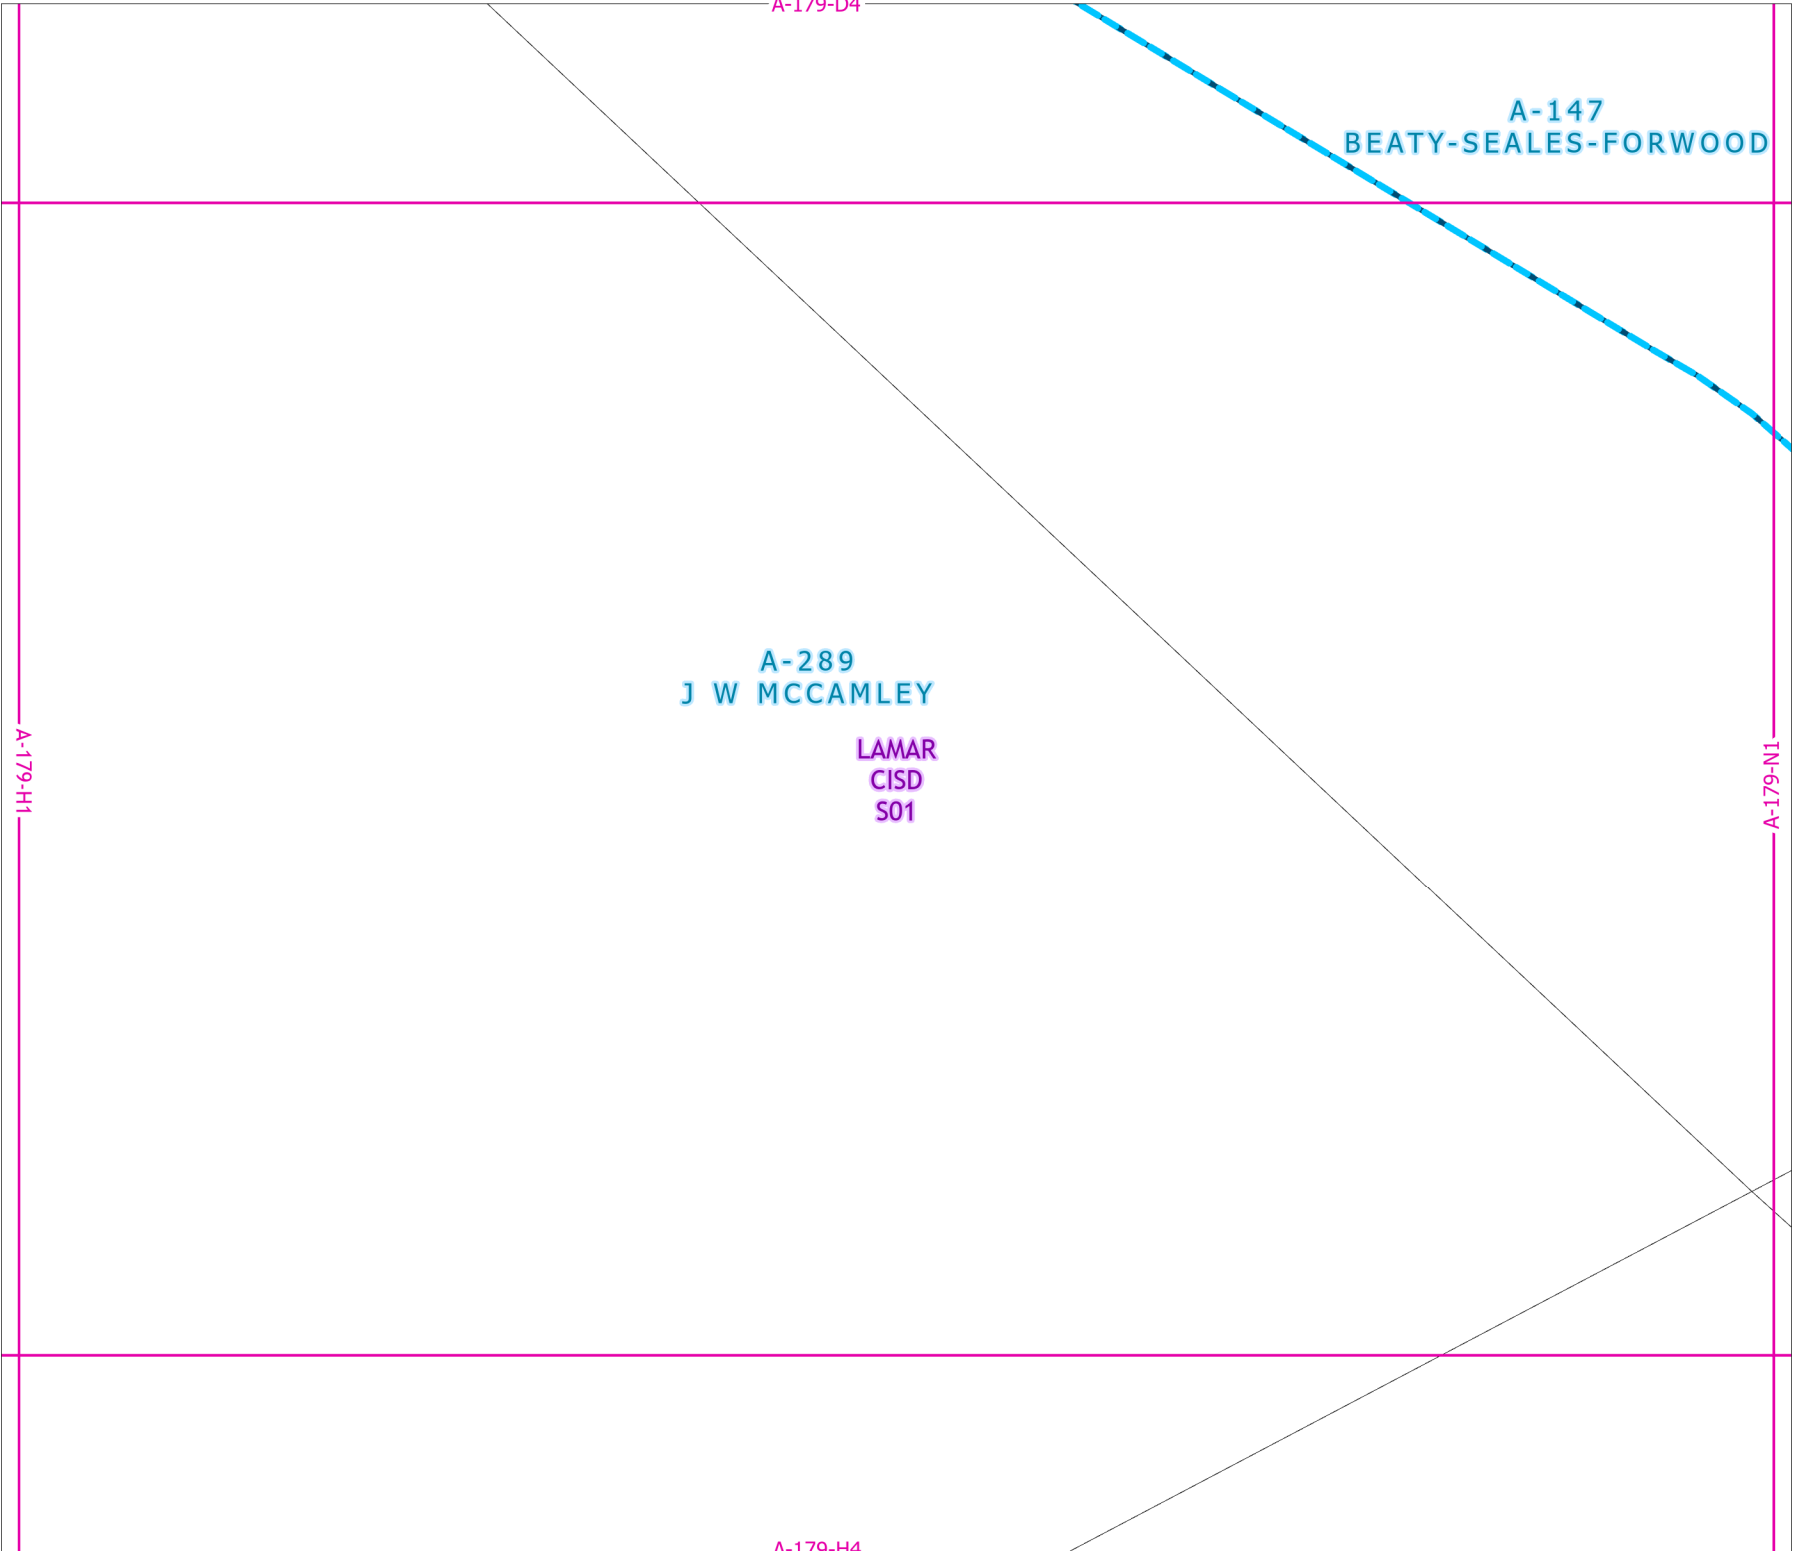 A-179-D4
A-147
BEATY-SEALES-FORWOOD
A-289
J W MCCAMLEY
LAMAR
CISD
S01
A-179-H1
A-179-N1
A-179-H4